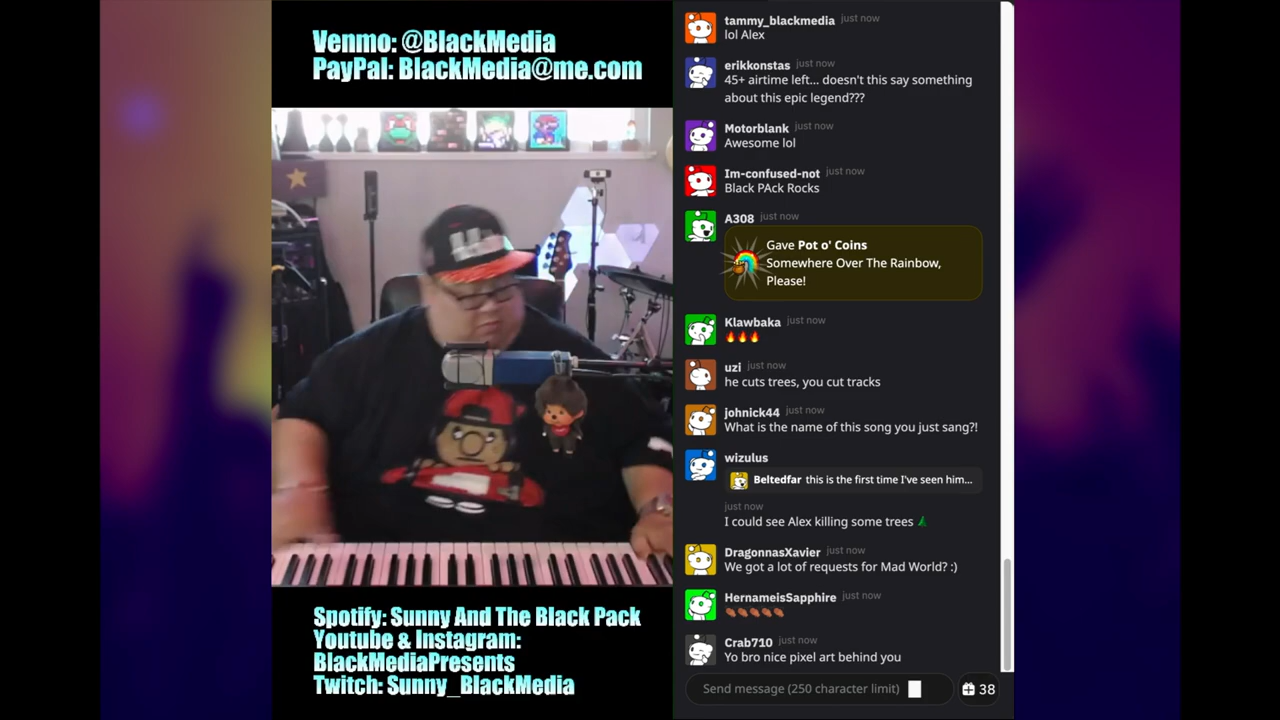 Venmo: @BlackMedia
PayPal: BlackMedia@me.com
Spotify: Sunny And The Black Pack
Youtube & Instagram:
BlackMediaPresents
Twitch: Sunny_BlackMedia
tammy_blackmedia just now
lol Alex
erikkonstas just now
45+ airtime left... doesn't this say something
about this epic legend???
Motorblank just now
Awesome lol
Im-confused-not just now
Black PAck Rocks
A308 just now
Gave Pot o' Coins
Somewhere Over The Rainbow,
Please!
Klawbaka just now
🔥🔥🔥
uzi just now
he cuts trees, you cut tracks
johnick44 just now
What is the name of this song you just sang?!
wizulus
Beltedfar this is the first time I've seen him...
just now
I could see Alex killing some trees 🌲
DragonnasXavier just now
We got a lot of requests for Mad World? :)
HernameisSapphire just now
👏🏾👏🏾👏🏾👏🏾👏🏾
Crab710 just now
Yo bro nice pixel art behind you
Send message (250 character limit)
38